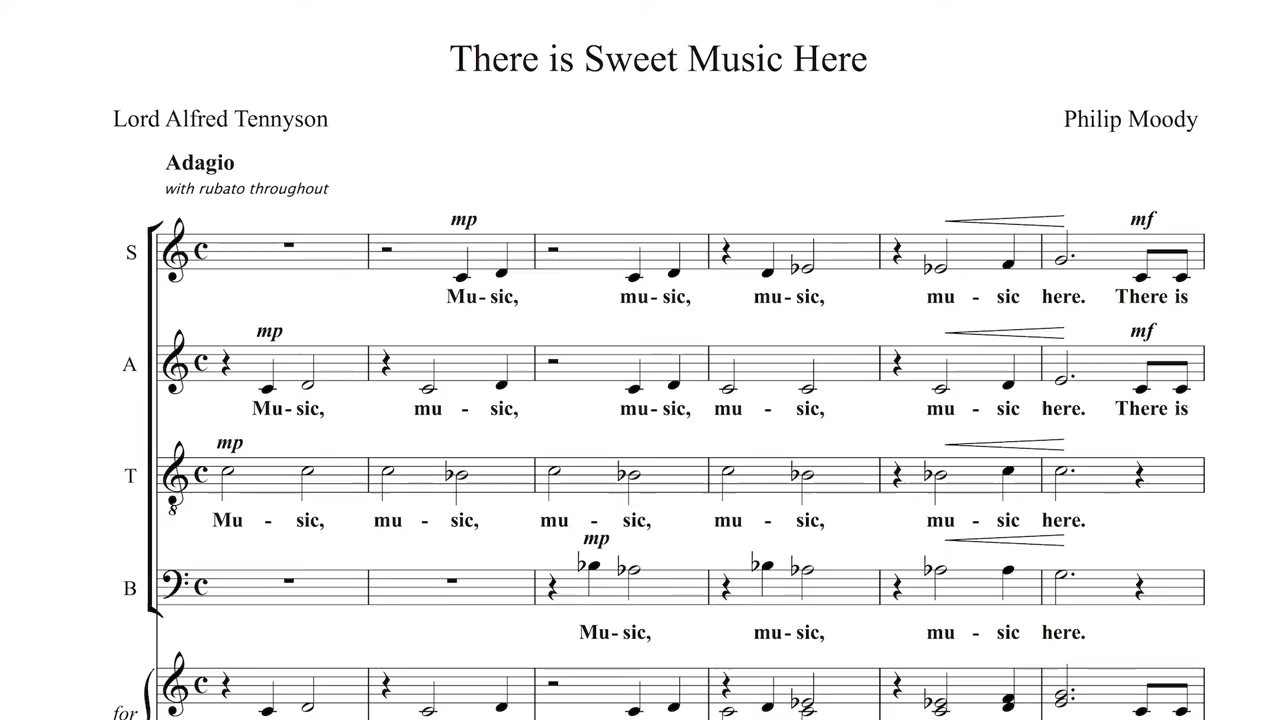 There is Sweet Music Here
Lord Alfred Tennyson
Philip Moody
Adagio
with rubato throughout
mp
mf
S
Mu - sic, mu - sic, mu - sic, mu - sic here. There is
mp
mf
A
Mu - sic, mu - sic, mu - sic, mu - sic, mu - sic here. There is
mp
T
Mu - sic, mu - sic, mu - sic, mu - sic, mu - sic here.
mp
B
Mu - sic, mu - sic, mu - sic here.
for